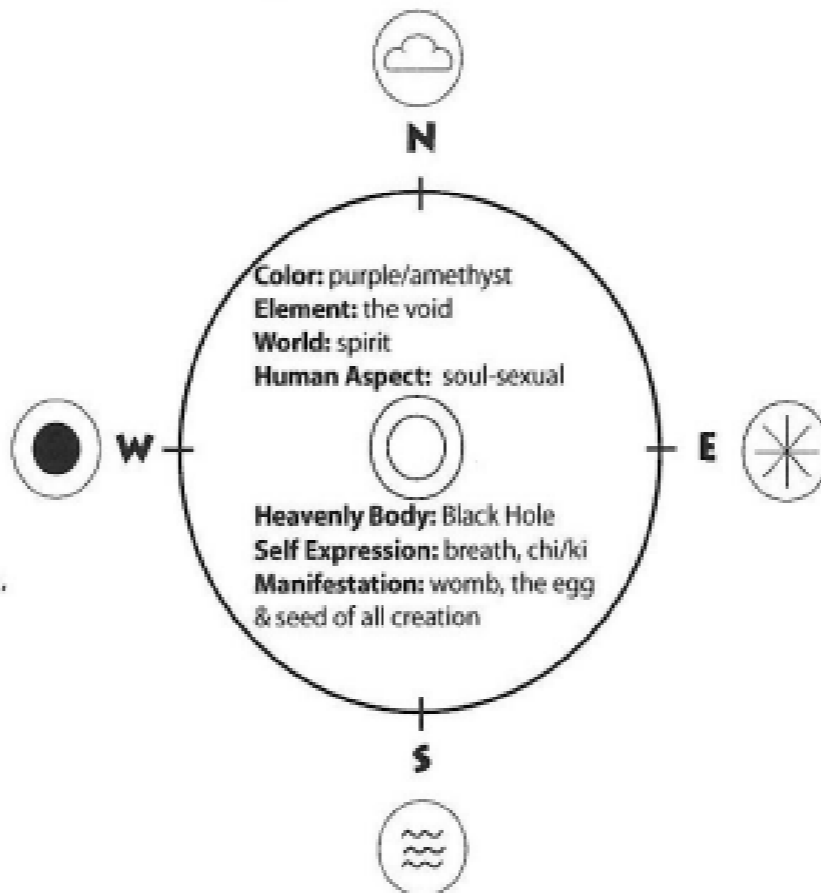 N
Color: purple/amethyst
Element: the void
World: spirit
Human Aspect: soul-sexual
W
E
Heavenly Body: Black Hole
Self Expression: breath, chi/ki
Manifestation: womb, the egg
& seed of all creation
S